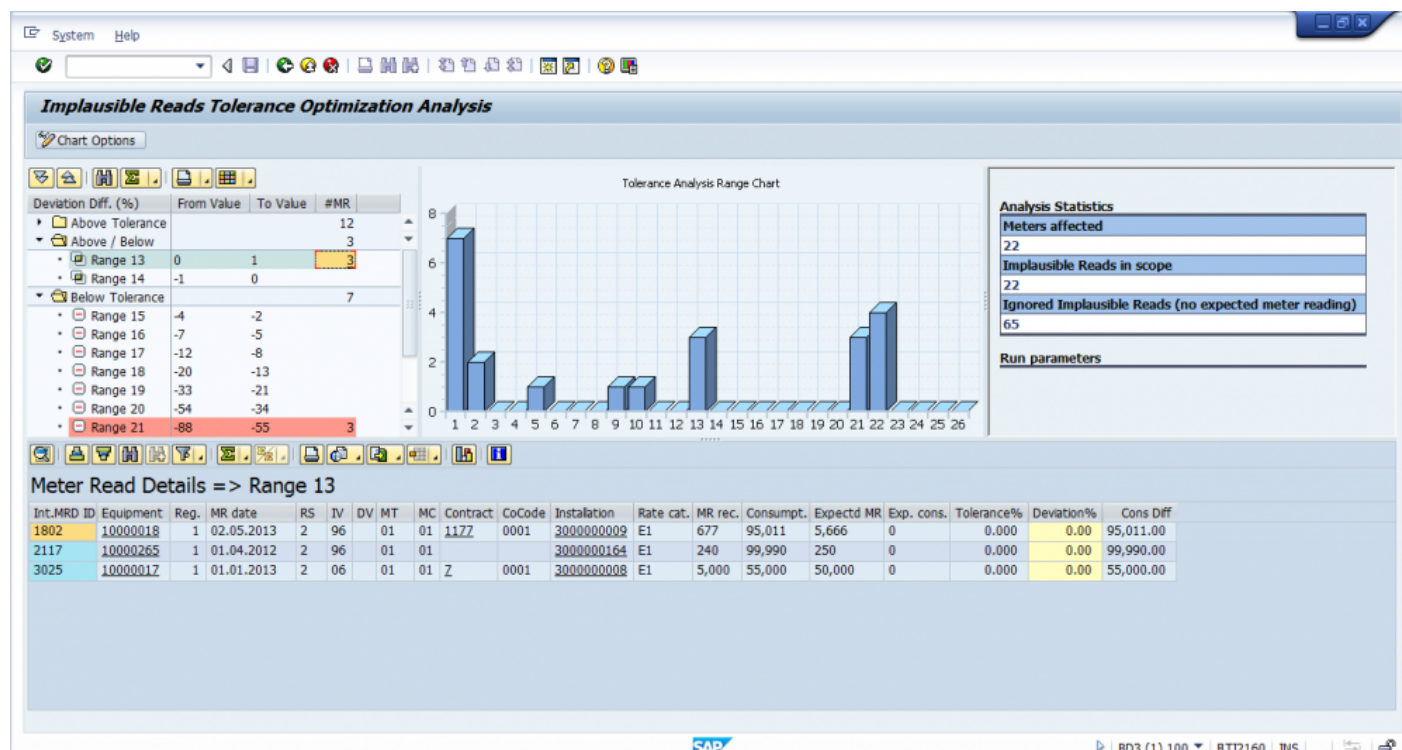 System Help
Implausible Reads Tolerance Optimization Analysis
Chart Options
Deviation Diff. (%) From Value To Value #MR
Above Tolerance 12
Above / Below 3
Range 13 0 1 3
Range 14 -1 0
Below Tolerance 7
Range 15 -4 -2
Range 16 -7 -5
Range 17 -12 -8
Range 18 -20 -13
Range 19 -33 -21
Range 20 -54 -34
Range 21 -88 -55 3
Tolerance Analysis Range Chart
8
6
4
2
0
1 2 3 4 5 6 7 8 9 10 11 12 13 14 15 16 17 18 19 20 21 22 23 24 25 26
Analysis Statistics
Meters affected
22
Implausible Reads in scope
22
Ignored Implausible Reads (no expected meter reading)
65
Run parameters
Meter Read Details => Range 13
Int.MRD ID Equipment Reg. MR date RS IV DV MT MC Contract CoCode Installation Rate cat. MR rec. Consumpt. Expectd MR Exp. cons. Tolerance% Deviation% Cons Diff
1802 10000018 1 02.05.2013 2 96 01 01 1177 0001 3000000009 E1 677 95,011 5,666 0 0.000 0.00 95,011.00
2117 10000265 1 01.04.2012 2 96 01 01 3000000164 E1 240 99,990 250 0 0.000 0.00 99,990.00
3025 10000017 1 01.01.2013 2 06 01 01 7 0001 3000000008 E1 5,000 55,000 50,000 0 0.000 0.00 55,000.00
SAP
BD3 (1) 100 BTI2160 INS